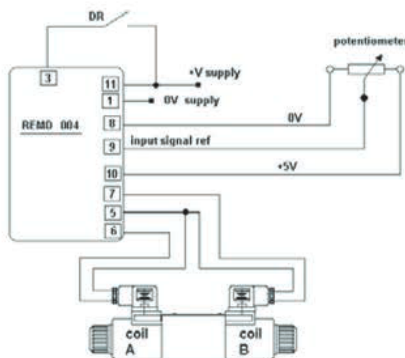 DR
potentiometer
3
11
+V supply
1
0V supply
REMD 004
8
0V
9
input signal ref
10
+5V
7
5
6
coil
A
coil
B